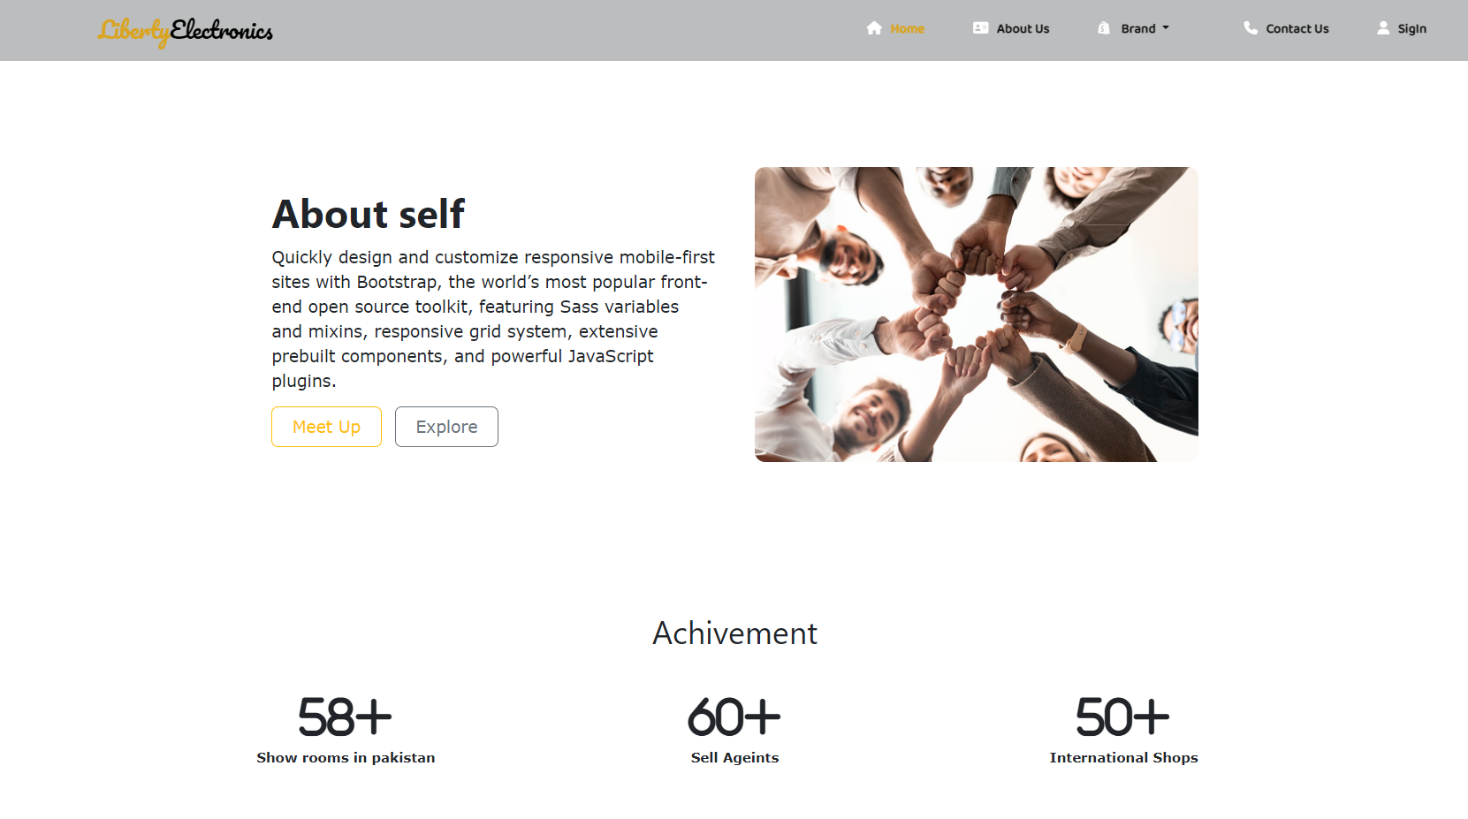 LibertyElectronics
Home
About Us
Brand
Contact Us
SigIn
About self
Quickly design and customize responsive mobile-first
sites with Bootstrap, the world’s most popular front-
end open source toolkit, featuring Sass variables
and mixins, responsive grid system, extensive
prebuilt components, and powerful JavaScript
plugins.
Meet Up
Explore
Achivement
58+
60+
50+
Show rooms in pakistan
Sell Ageints
International Shops